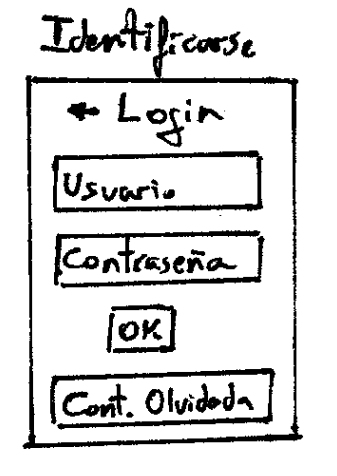 Identificarse
← Login
Usuario
Contraseña
OK
Cont. Olvidada